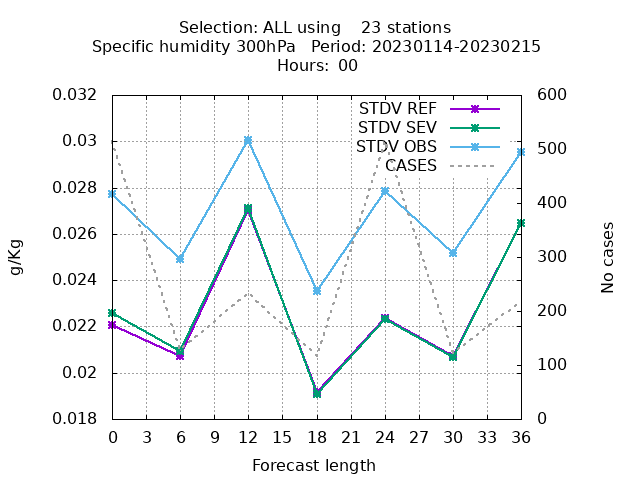 Selection: ALL using    23 stations
Specific humidity 300hPa   Period: 20230114-20230215
Hours:  00
STDV REF
STDV SEV
STDV OBS
CASES
0.032
0.03
0.028
0.026
0.024
0.022
0.02
0.018
g/Kg
600
500
400
300
200
100
0
No cases
0 3 6 9 12 15 18 21 24 27 30 33 36
Forecast length